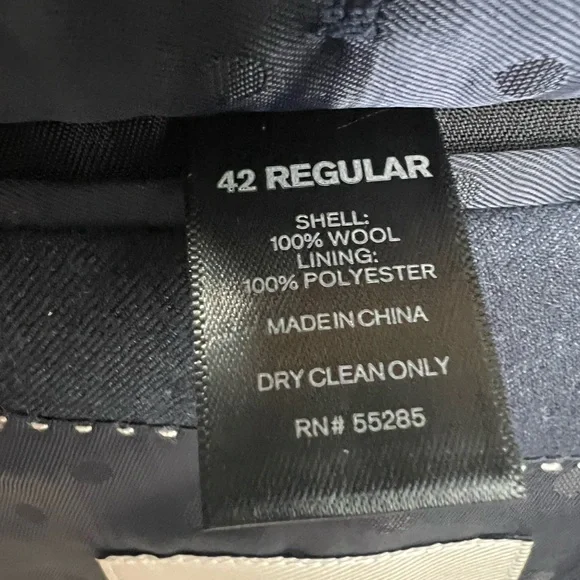 42 REGULAR
SHELL:
100% WOOL
LINING:
100% POLYESTER
MADE IN CHINA
DRY CLEAN ONLY
RN# 55285